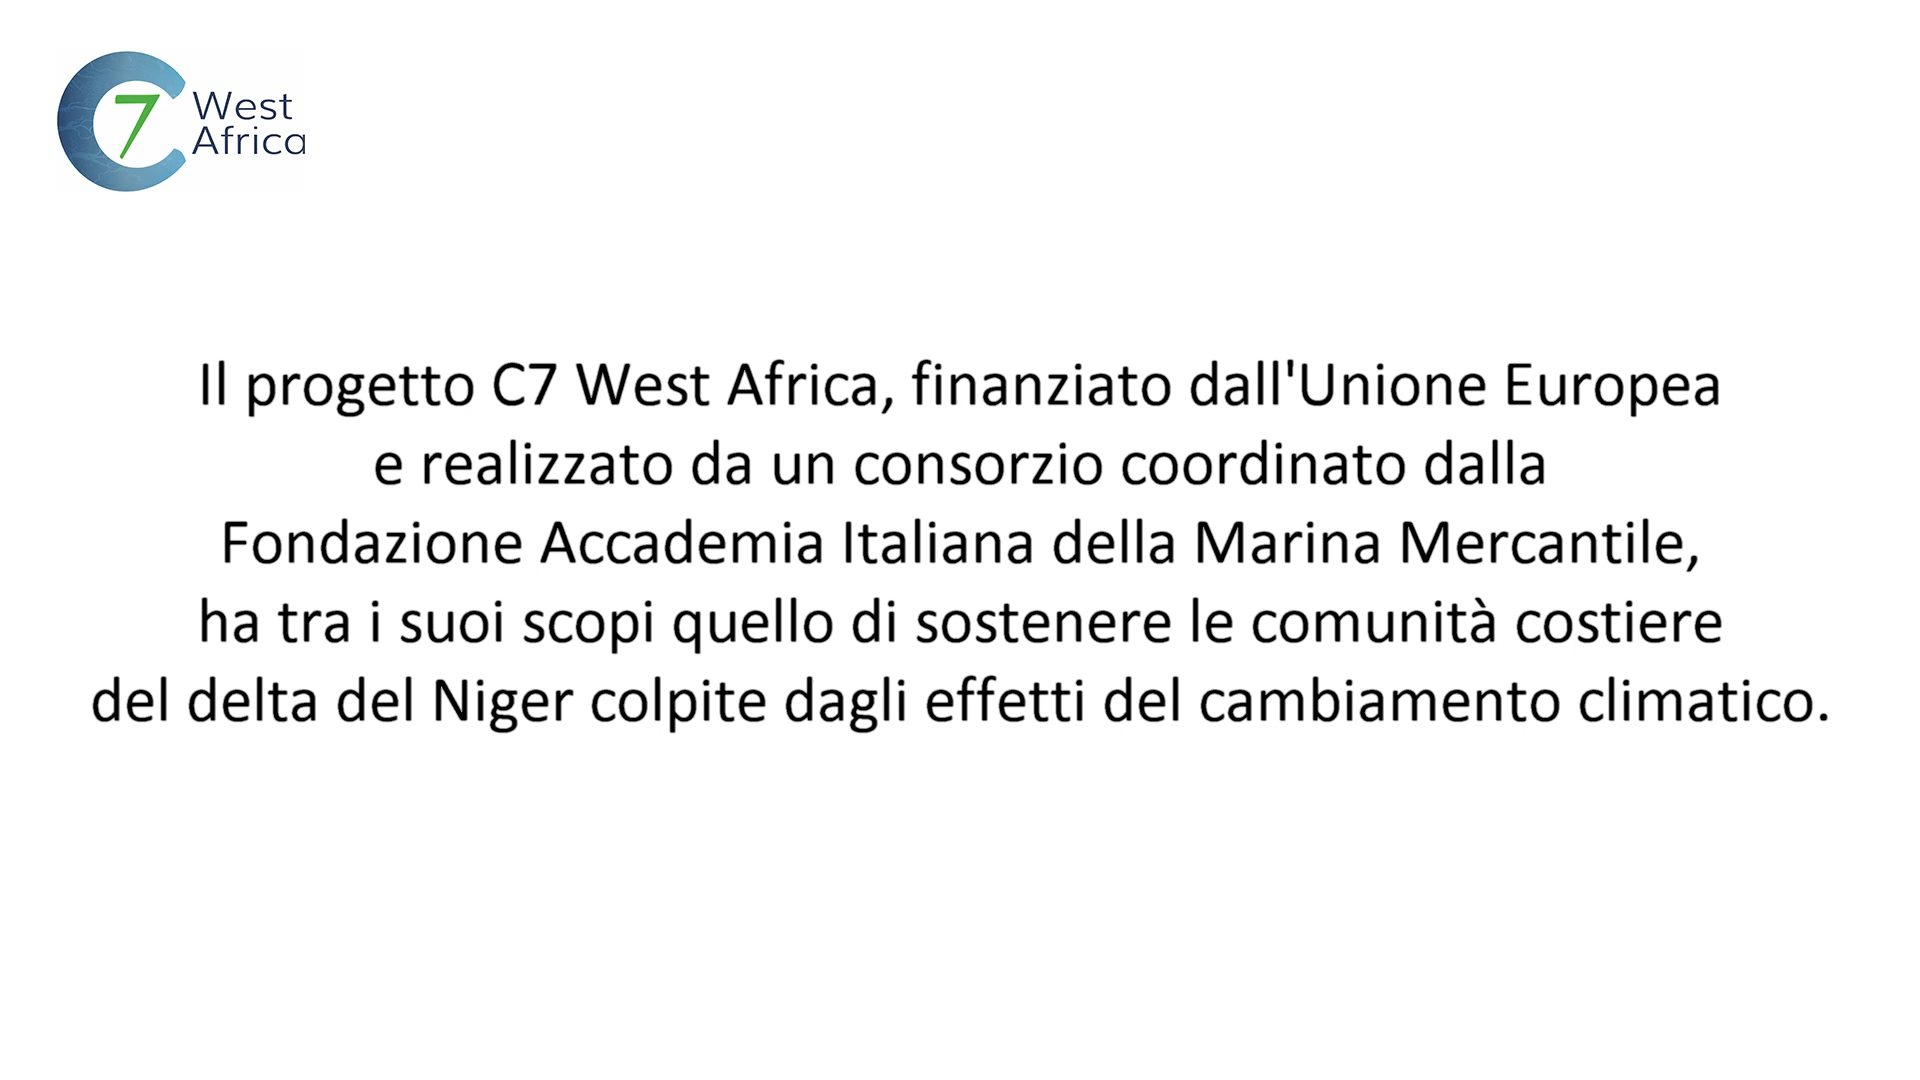 C7 West
Africa
Il progetto C7 West Africa, finanziato dall'Unione Europea
e realizzato da un consorzio coordinato dalla
Fondazione Accademia Italiana della Marina Mercantile,
ha tra i suoi scopi quello di sostenere le comunità costiere
del delta del Niger colpite dagli effetti del cambiamento climatico.